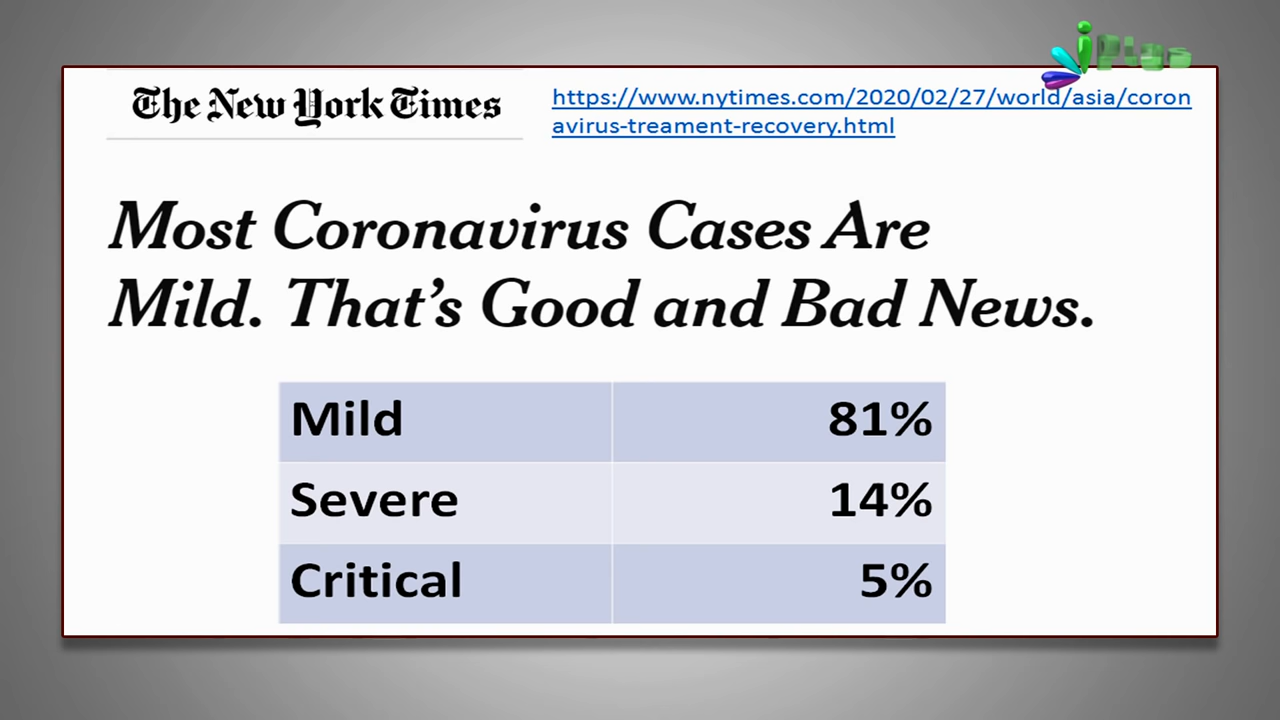 iPlus
The New York Times
https://www.nytimes.com/2020/02/27/world/asia/coron
avirus-treament-recovery.html
Most Coronavirus Cases Are
Mild. That's Good and Bad News.
Mild 81%
Severe 14%
Critical 5%